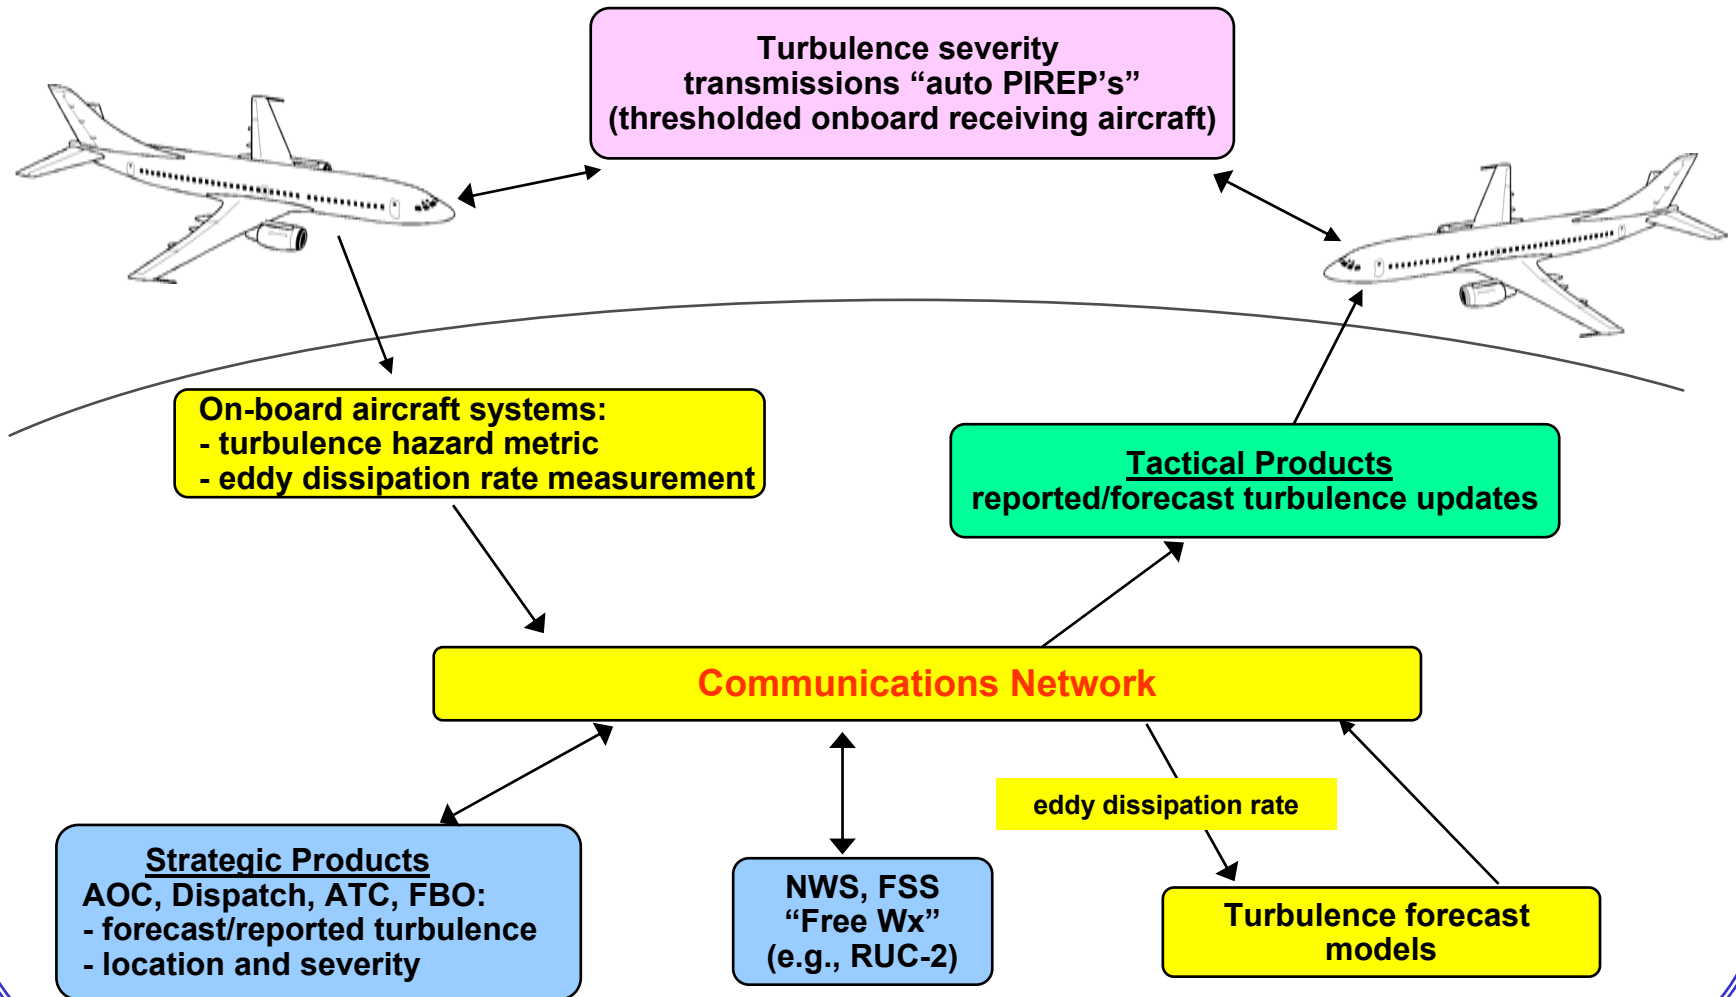 Turbulence severity
transmissions “auto PIREP's”
(thresholded onboard receiving aircraft)
On-board aircraft systems:
- turbulence hazard metric
- eddy dissipation rate measurement
Tactical Products
reported/forecast turbulence updates
Communications Network
eddy dissipation rate
Strategic Products
AOC, Dispatch, ATC, FBO:
- forecast/reported turbulence
- location and severity
NWS, FSS
“Free Wx”
(e.g., RUC-2)
Turbulence forecast
models